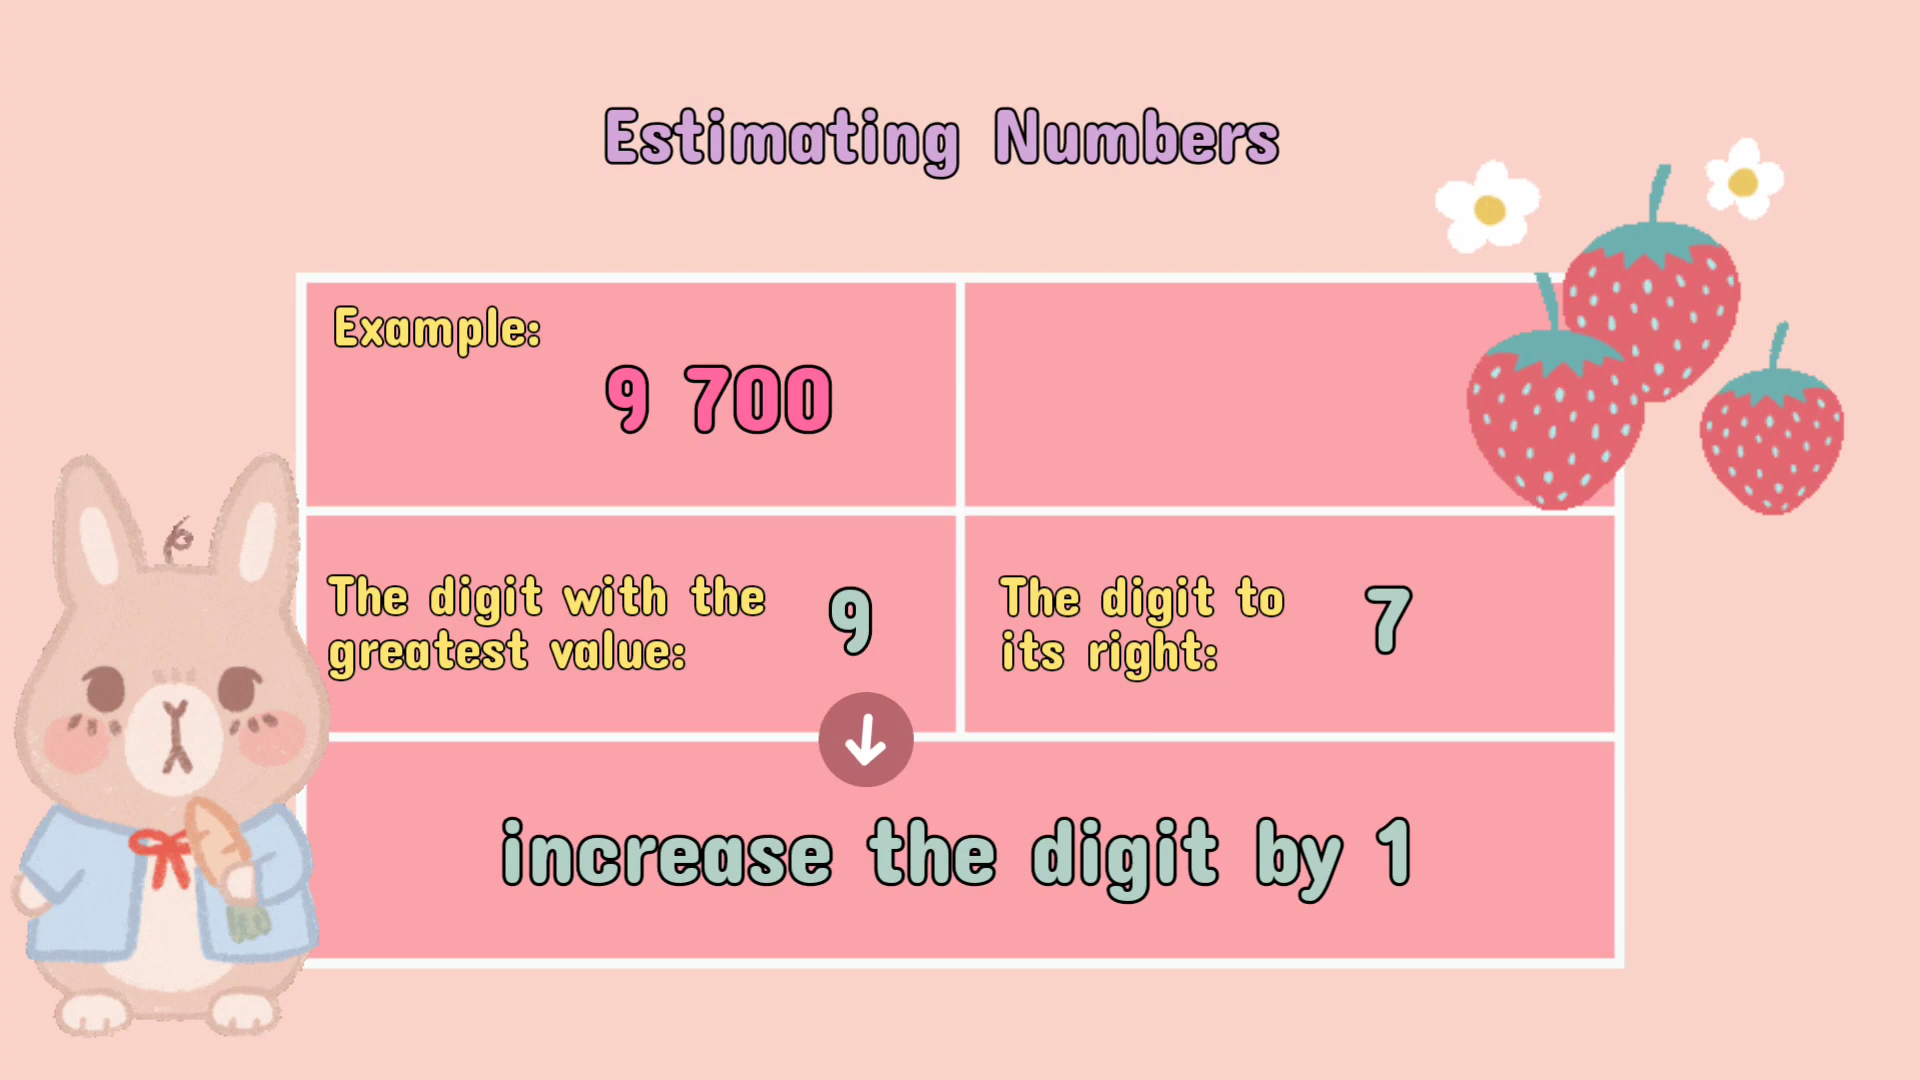 Estimating Numbers
Example:
9 700
The digit with the
greatest value:
9
The digit to
its right:
7
increase the digit by 1